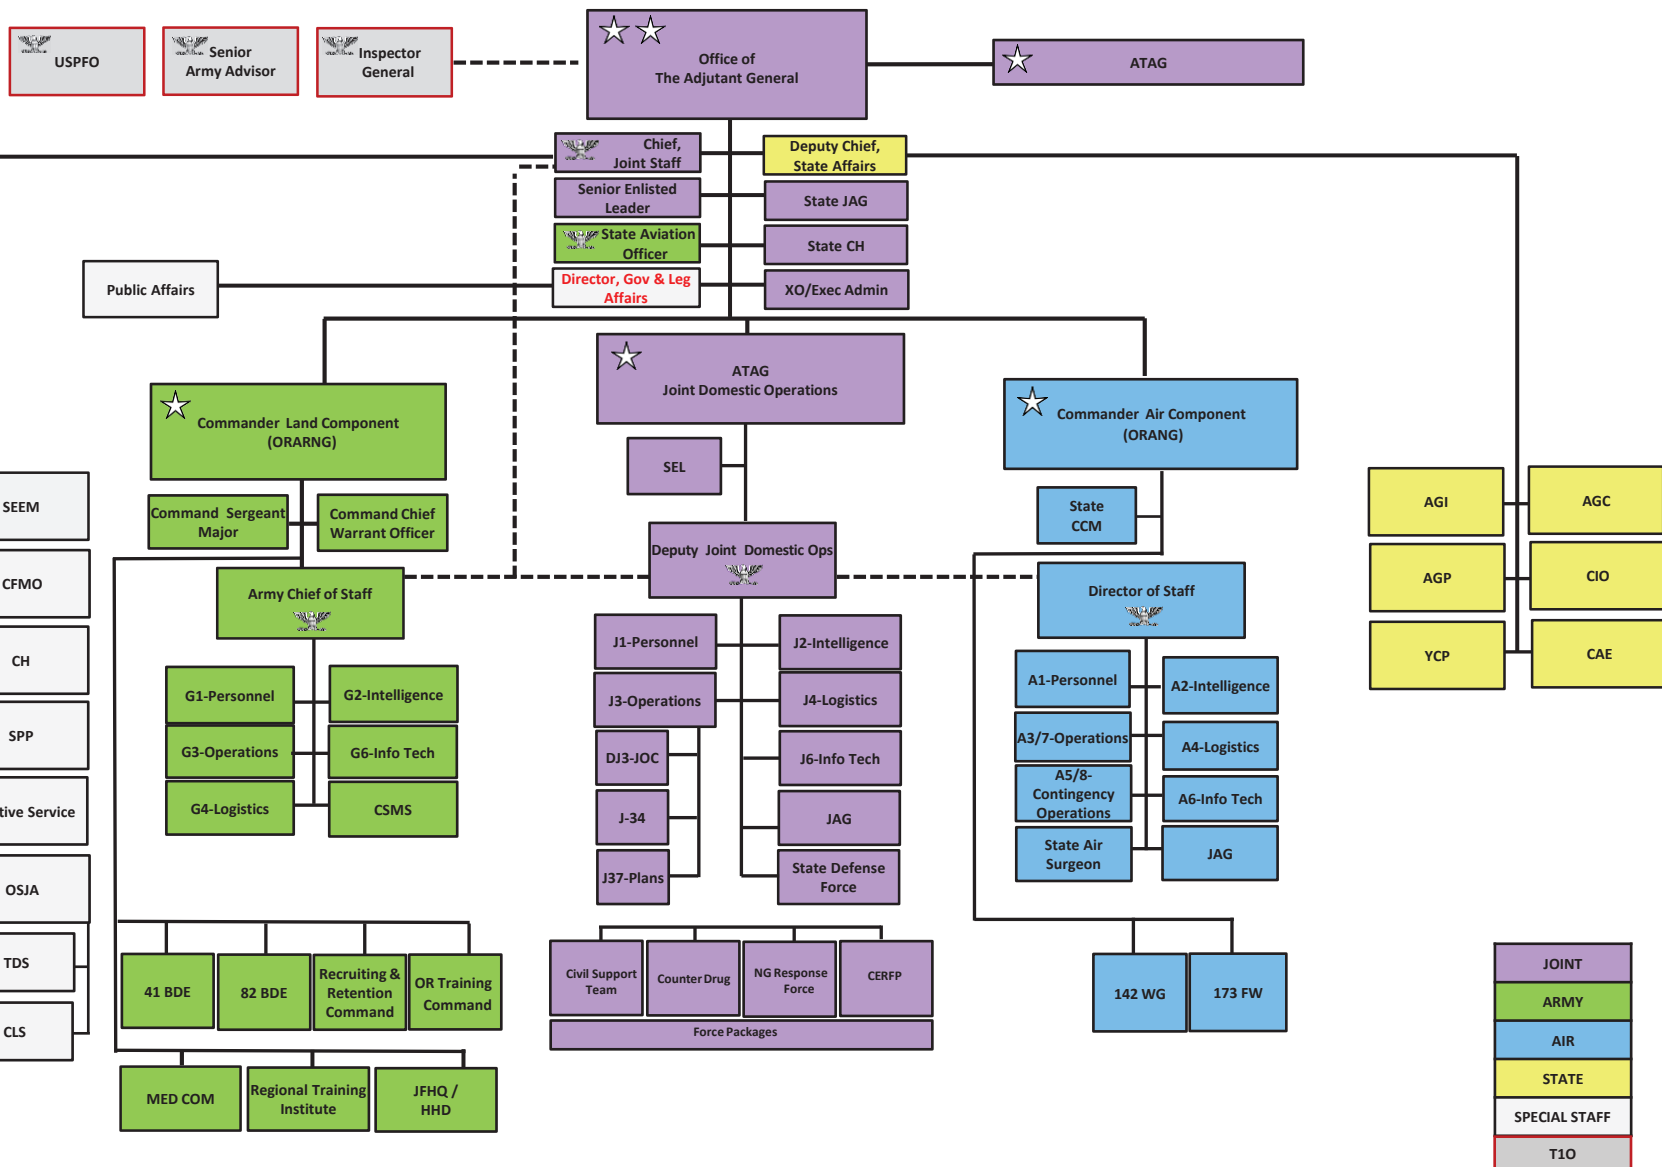 USPFO
Senior
Army Advisor
Inspector
General
Office of
The Adjutant General
ATAG
Chief,
Joint Staff
Deputy Chief,
State Affairs
Senior Enlisted
Leader
State JAG
State Aviation
Officer
State CH
Director, Gov & Leg
Affairs
XO/Exec Admin
Public Affairs
ATAG
Joint Domestic Operations
Commander Land Component
(ORARNG)
Commander Air Component
(ORANG)
SEL
Command Sergeant
Major
Command Chief
Warrant Officer
State
CCM
Deputy Joint Domestic Ops
Army Chief of Staff
Director of Staff
SEEM
CFMO
CH
SPP
tive Service
OSJA
TDS
CLS
AGI
AGC
AGP
CIO
YCP
CAE
G1-Personnel
G2-Intelligence
G3-Operations
G6-Info Tech
G4-Logistics
CSMS
J1-Personnel
J2-Intelligence
J3-Operations
J4-Logistics
DJ3-JOC
J6-Info Tech
J-34
JAG
J37-Plans
State Defense
Force
A1-Personnel
A2-Intelligence
A3/7-Operations
A4-Logistics
A5/8-
Contingency
Operations
A6-Info Tech
State Air
Surgeon
JAG
41 BDE
82 BDE
Recruiting &
Retention
Command
OR Training
Command
MED COM
Regional Training
Institute
JFHQ /
HHD
Civil Support
Team
Counter Drug
NG Response
Force
CERFP
Force Packages
142 WG
173 FW
JOINT
ARMY
AIR
STATE
SPECIAL STAFF
T1O